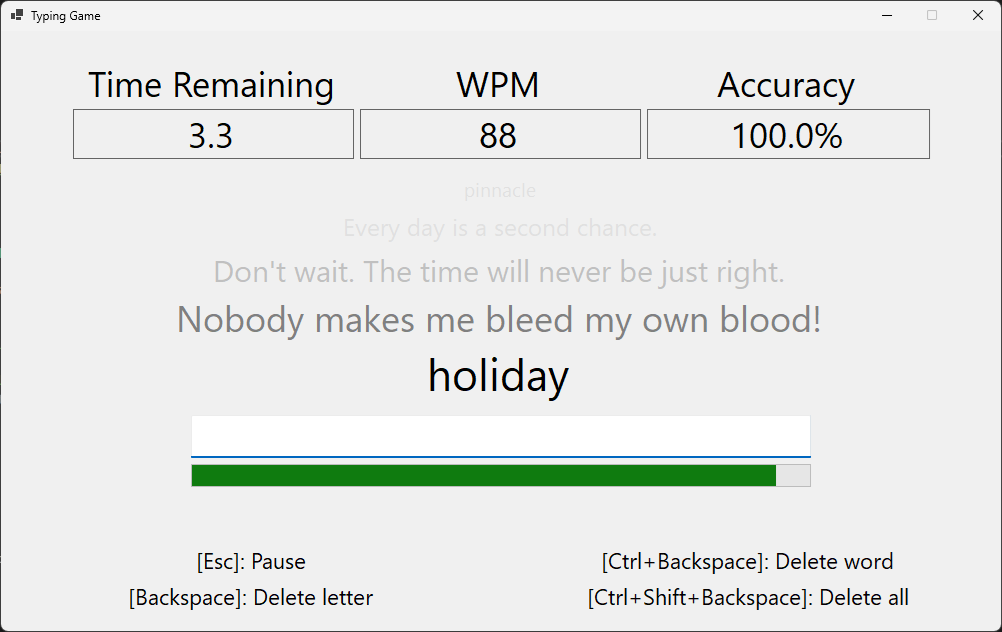 Typing Game
Time Remaining WPM Accuracy
3.3 88 100.0%
pinnacle
Every day is a second chance.
Don't wait. The time will never be just right.
Nobody makes me bleed my own blood!
holiday
[Esc]: Pause [Ctrl+Backspace]: Delete word
[Backspace]: Delete letter [Ctrl+Shift+Backspace]: Delete all